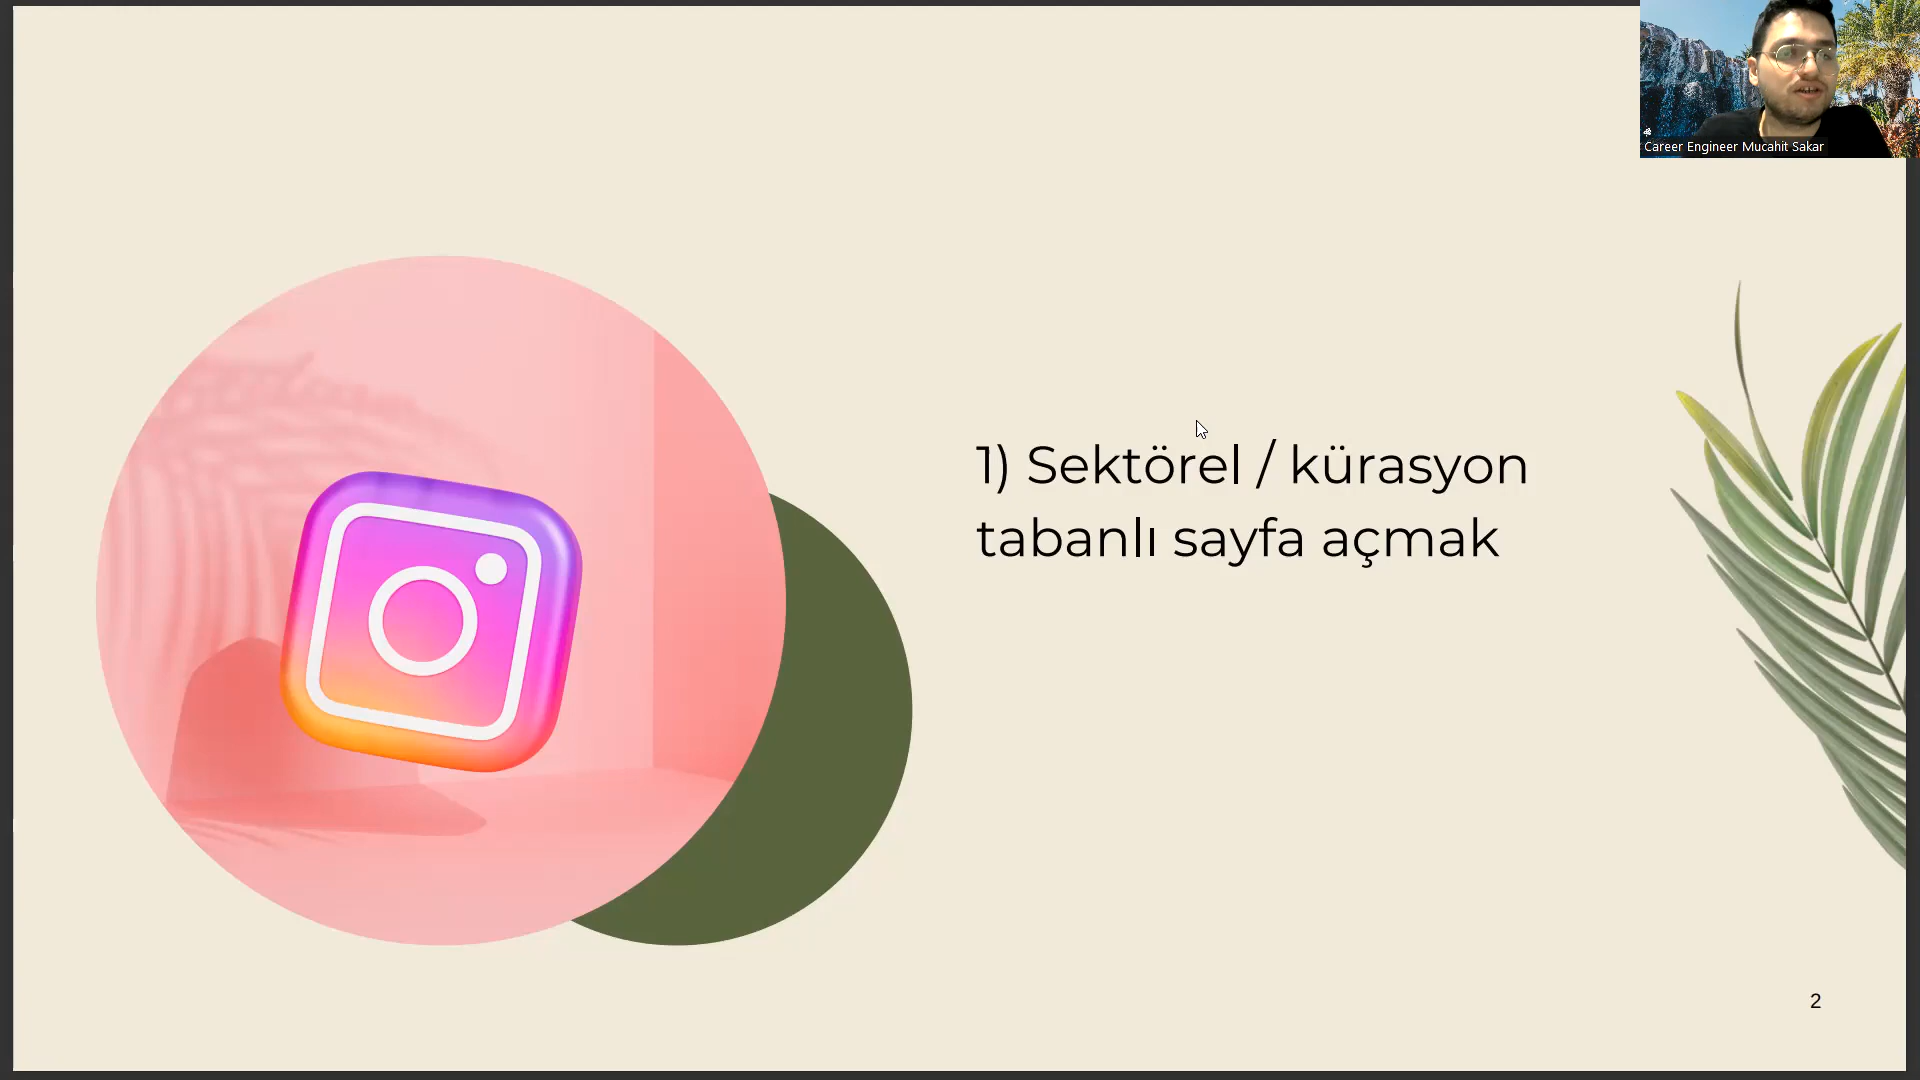 Career Engineer Mucahit Sakar
1) Sektörel / kürasyon
tabanlı sayfa açmak
2